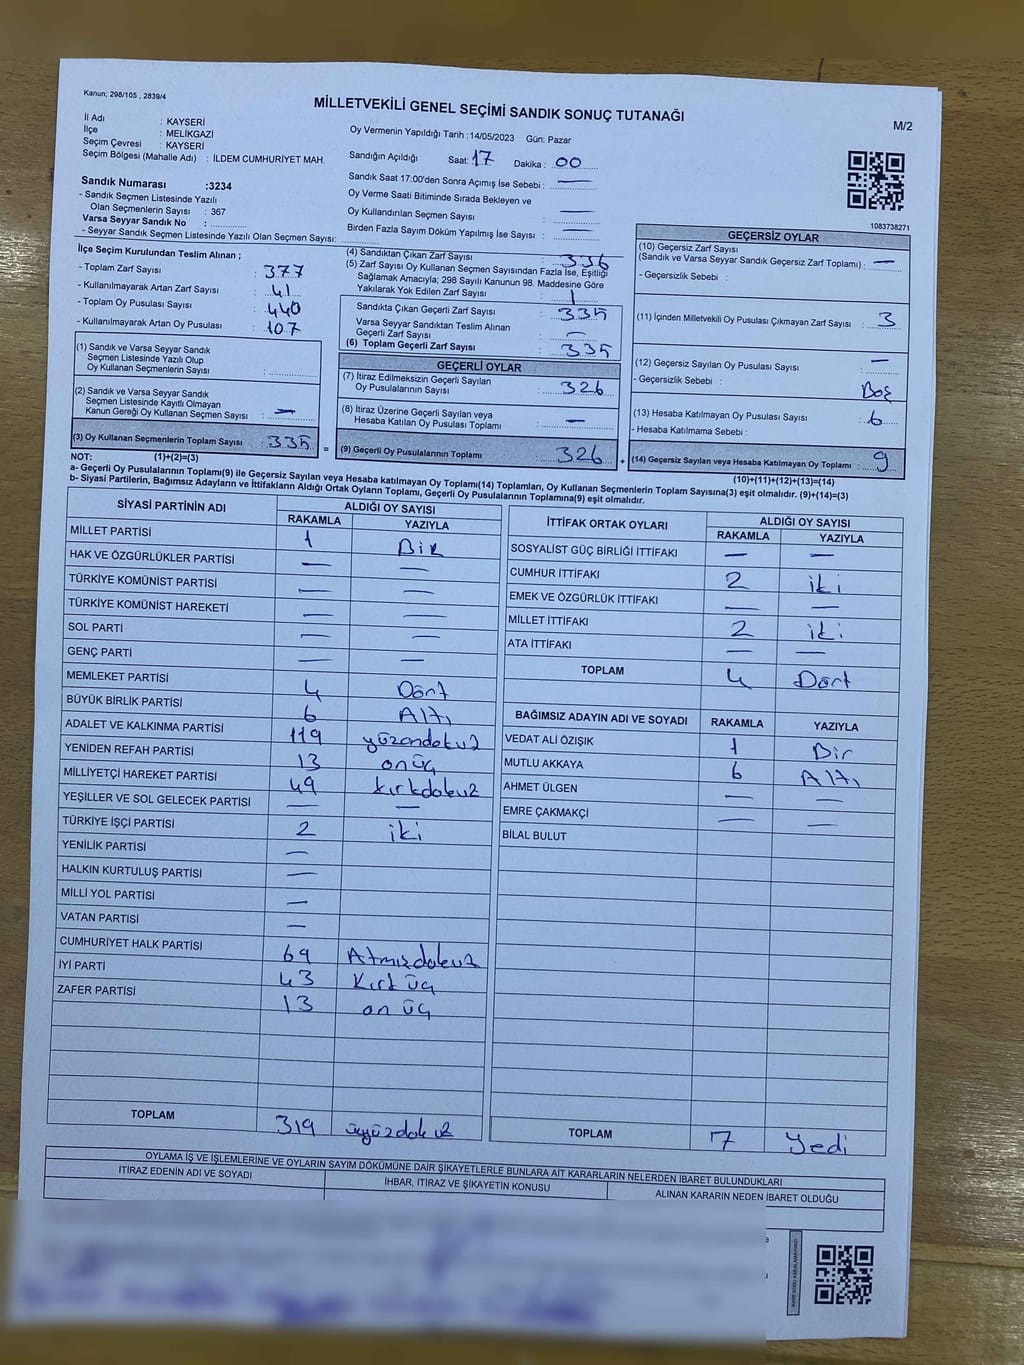 Kanun; 298/105 , 2839/4
MİLLETVEKİLİ GENEL SEÇİMİ SANDIK SONUÇ TUTANAĞI
M/2
İl Adı : KAYSERİ
İlçe : MELİKGAZİ
Seçim Çevresi : KAYSERİ
Seçim Bölgesi (Mahalle Adı) : İLDEM CUMHURİYET MAH.
Sandık Numarası :3234
- Sandık Seçmen Listesinde Yazılı
Olan Seçmenlerin Sayısı : 367
Varsa Seyyar Sandık No :
- Seyyar Sandık Seçmen Listesinde Yazılı Olan Seçmen Sayısı:
Oy Vermenin Yapıldığı Tarih :14/05/2023 Gün: Pazar
Sandığın Açıldığı Saat: 17 Dakika : 00
Sandık Saat 17:00'den Sonra Açımış İse Sebebi : —
Oy Verme Saati Bitiminde Sırada Bekleyen ve
Oy Kullandırılan Seçmen Sayısı : —
Birden Fazla Sayım Döküm Yapılmış İse Sayısı : —
1083738271
İlçe Seçim Kurulundan Teslim Alınan ;
- Toplam Zarf Sayısı : 377
- Kullanılmayarak Artan Zarf Sayısı : 41
- Toplam Oy Pusulası Sayısı : 440
- Kullanılmayarak Artan Oy Pusulası : 107
(1) Sandık ve Varsa Seyyar Sandık
Seçmen Listesinde Yazılı Olup
Oy Kullanan Seçmenlerin Sayısı :
(2) Sandık ve Varsa Seyyar Sandık
Seçmen Listesinde Kayıtlı Olmayan
Kanun Gereği Oy Kullanan Seçmen Sayısı : —
(3) Oy Kullanan Seçmenlerin Toplam Sayısı : 335
(4) Sandıktan Çıkan Zarf Sayısı : 336
(5) Zarf Sayısı Oy Kullanan Seçmen Sayısından Fazla İse, Eşitliği
Sağlamak Amacıyla; 298 Sayılı Kanunun 98. Maddesine Göre
Yakılarak Yok Edilen Zarf Sayısı : 1
Sandıkta Çıkan Geçerli Zarf Sayısı : 335
Varsa Seyyar Sandıktan Teslim Alınan
Geçerli Zarf Sayısı : —
(6) Toplam Geçerli Zarf Sayısı : 335
GEÇERLİ OYLAR
(7) İtiraz Edilmeksizin Geçerli Sayılan
Oy Pusulalarının Sayısı : 326
(8) İtiraz Üzerine Geçerli Sayılan veya
Hesaba Katılan Oy Pusulası Toplamı : —
= (9) Geçerli Oy Pusulalarının Toplamı : 326
GEÇERSİZ OYLAR
(10) Geçersiz Zarf Sayısı
(Sandık ve Varsa Seyyar Sandık Geçersiz Zarf Toplamı) : —
- Geçersizlik Sebebi :
(11) İçinden Milletvekili Oy Pusulası Çıkmayan Zarf Sayısı : 3
(12) Geçersiz Sayılan Oy Pusulası Sayısı : —
- Geçersizlik Sebebi : Boş
(13) Hesaba Katılmayan Oy Pusulası Sayısı : 6
- Hesaba Katılmama Sebebi :
+ (14) Geçersiz Sayılan veya Hesaba Katılmayan Oy Toplamı : 9
NOT: (1)+(2)=(3)
(10)+(11)+(12)+(13)=(14)
a- Geçerli Oy Pusulalarının Toplamı(9) ile Geçersiz Sayılan veya Hesaba Katılmayan Oy Toplamı(14) Toplamları, Oy Kullanan Seçmenlerin Toplam Sayısına(3) eşit olmalıdır. (9)+(14)=(3)
b- Siyasi Partilerin, Bağımsız Adayların ve İttifakların Aldığı Ortak Oyların Toplamı, Geçerli Oy Pusulalarının Toplamına(9) eşit olmalıdır.
SİYASİ PARTİNİN ADI ALDIĞI OY SAYISI
RAKAMLA YAZIYLA
MİLLET PARTİSİ 1 Bir
HAK VE ÖZGÜRLÜKLER PARTİSİ — —
TÜRKİYE KOMÜNİST PARTİSİ — —
TÜRKİYE KOMÜNİST HAREKETİ — —
SOL PARTİ — —
GENÇ PARTİ — —
MEMLEKET PARTİSİ 4 Dört
BÜYÜK BİRLİK PARTİSİ 6 Altı
ADALET VE KALKINMA PARTİSİ 119 yüzondokuz
YENİDEN REFAH PARTİSİ 13 onüç
MİLLİYETÇİ HAREKET PARTİSİ 49 kırkdokuz
YEŞİLLER VE SOL GELECEK PARTİSİ — —
TÜRKİYE İŞÇİ PARTİSİ 2 iki
YENİLİK PARTİSİ —
HALKIN KURTULUŞ PARTİSİ —
MİLLİ YOL PARTİSİ —
VATAN PARTİSİ —
CUMHURİYET HALK PARTİSİ 69 Atmışdokuz
İYİ PARTİ 43 Kırk üç
ZAFER PARTİSİ 13 on üç
TOPLAM 319 üçyüzdokuz
İTTİFAK ORTAK OYLARI ALDIĞI OY SAYISI
RAKAMLA YAZIYLA
SOSYALİST GÜÇ BİRLİĞİ İTTİFAKI — —
CUMHUR İTTİFAKI 2 iki
EMEK VE ÖZGÜRLÜK İTTİFAKI — —
MİLLET İTTİFAKI 2 iki
ATA İTTİFAKI — —
TOPLAM 4 Dört
BAĞIMSIZ ADAYIN ADI VE SOYADI RAKAMLA YAZIYLA
VEDAT ALİ ÖZIŞIK 1 Bir
MUTLU AKKAYA 6 Altı
AHMET ÜLGEN — —
EMRE ÇAKMAKÇİ — —
BİLAL BULUT
TOPLAM 7 Yedi
OYLAMA İŞ VE İŞLEMLERİNE VE OYLARIN SAYIM DÖKÜMÜNE DAİR ŞİKAYETLERLE BUNLARA AİT KARARLARIN NELERDEN İBARET BULUNDUKLARI
İTİRAZ EDENİN ADI VE SOYADI İHBAR, İTİRAZ VE ŞİKAYETİN KONUSU ALINAN KARARIN NEDEN İBARET OLDUĞU